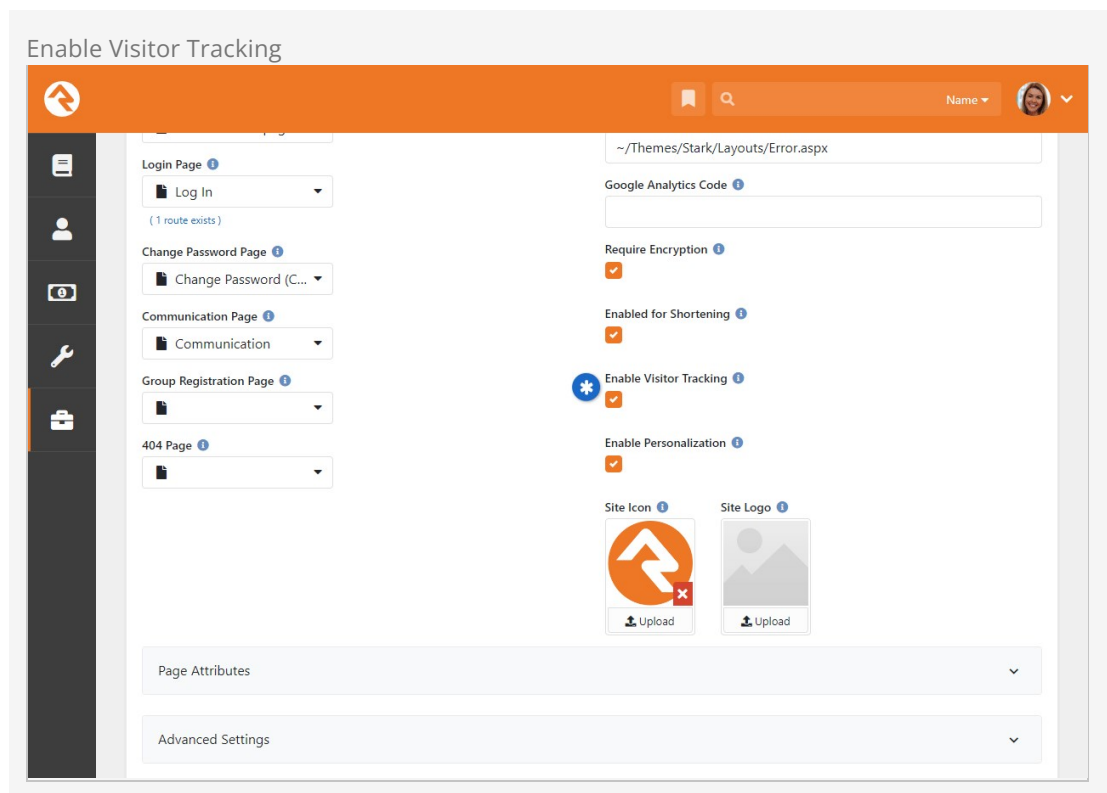 Enable Visitor Tracking
Name
Login Page
Log In
( 1 route exists )
Change Password Page
Change Password (C...
Communication Page
Communication
Group Registration Page
404 Page
~/Themes/Stark/Layouts/Error.aspx
Google Analytics Code
Require Encryption
Enabled for Shortening
Enable Visitor Tracking
Enable Personalization
Site Icon
Site Logo
Upload
Upload
Page Attributes
Advanced Settings